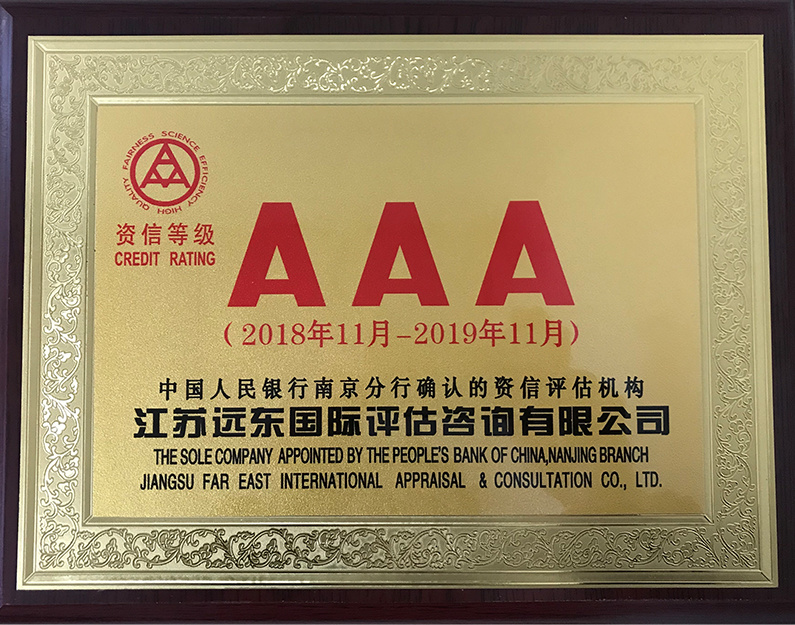 FAIRNESS SCIENCE EFFICIENCY HIGH QUALITY
资信等级
CREDIT RATING
AAA
(2018年11月-2019年11月)
中国人民银行南京分行确认的资信评估机构
江苏远东国际评估咨询有限公司
THE SOLE COMPANY APPOINTED BY THE PEOPLE'S BANK OF CHINA,NANJING BRANCH
JIANGSU FAR EAST INTERNATIONAL APPRAISAL & CONSULTATION CO., LTD.